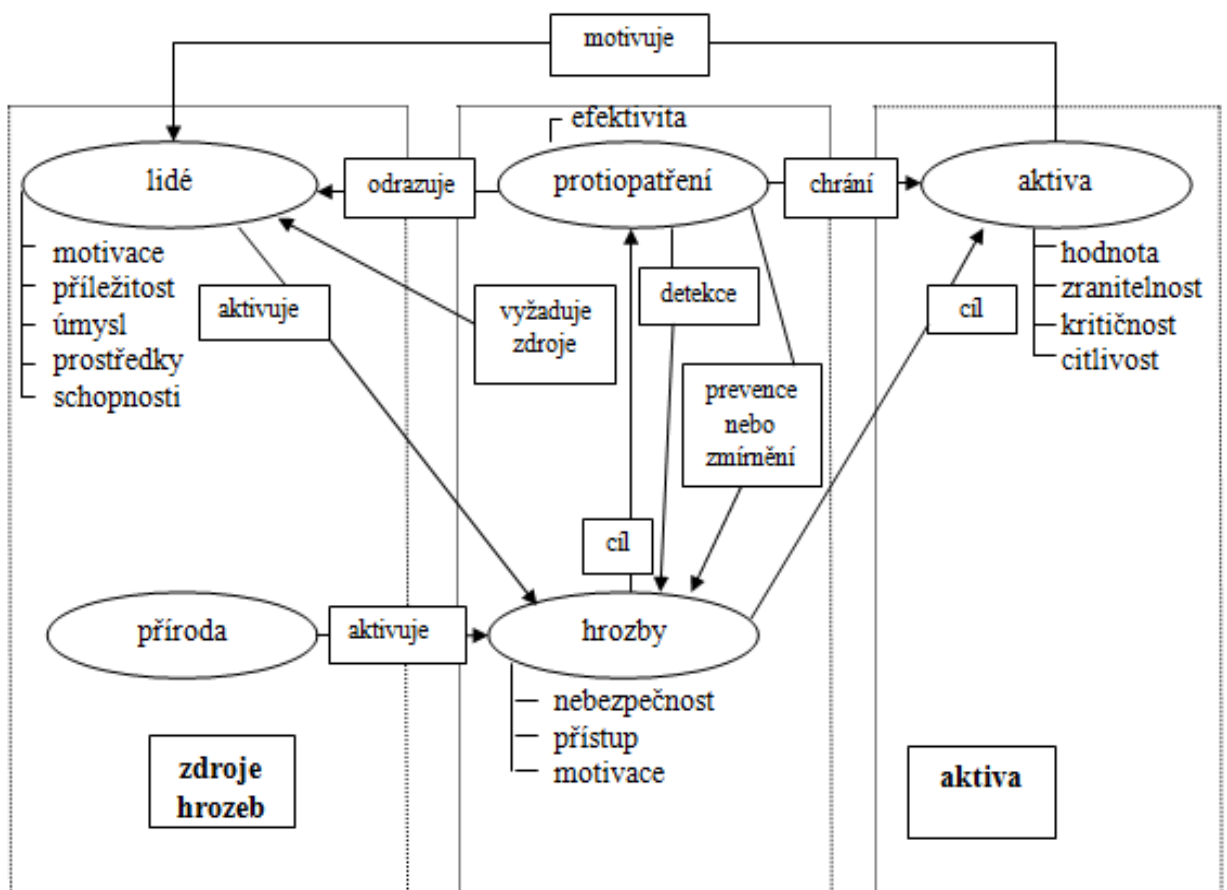 motivuje
efektivita
lidé
odrazuje
protiopatření
chrání
aktiva
motivace
příležitost
úmysl
prostředky
schopnosti
aktivuje
vyžaduje
zdroje
detekce
prevence
nebo
zmírnění
cíl
hodnota
zranitelnost
kritičnost
citlivost
cíl
příroda
aktivuje
hrozby
nebezpečnost
přístup
motivace
zdroje
hrozeb
aktiva